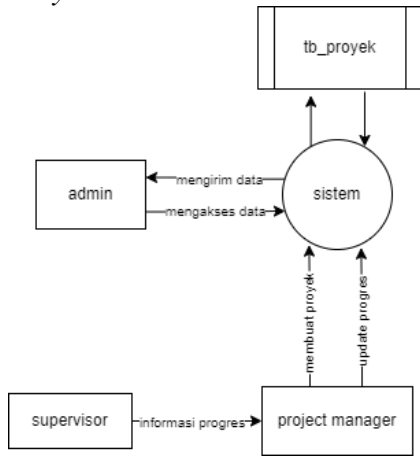 tb_proyek
mengirim data
admin
sistem
mengakses data
membuat proyek
update progres
supervisor
informasi progres
project manager